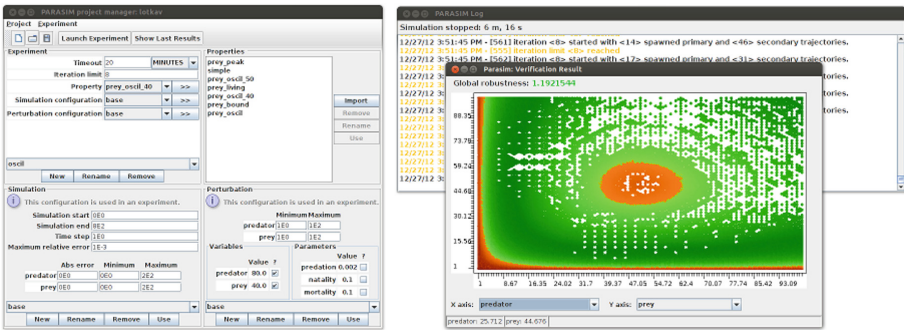 PARASIM project manager: lotkav
Project Experiment
Launch Experiment Show Last Results
Experiment
Timeout 20 MINUTES
Iteration limit 8
Property prey_oscil_40 >>
Simulation configuration base >>
Perturbation configuration base >>
oscil
New Rename Remove
Properties
prey_peak
simple
prey_oscil_50
prey_living
prey_oscil_40
prey_bound
prey_oscil
Import
Remove
Rename
Use
Simulation
This configuration is used in an experiment.
Simulation start 0E0
Simulation end 8E2
Time step 1E0
Maximum relative error 1E-3
Abs error Minimum Maximum
predator 0E0 0E0 2E2
prey 0E0 0E0 2E2
base
New Rename Remove Use
Perturbation
This configuration is used in an experiment.
Minimum Maximum
predator 1E0 1E2
prey 1E0 1E2
Variables
Value ?
predator 80.0
prey 40.0
Parameters
Value ?
predation 0.002
natality 0.1
mortality 0.1
base
New Rename Remove Use
PARASIM Log
Simulation stopped: 6 m, 16 s
12/27/12 3:51:45 PM - [561] iteration <8> started with <14> spawned primary and <46> secondary trajectories.
12/27/12 3:51:45 PM - [555] iteration limit <8> reached
12/27/12 3:51:45 PM - [562] iteration <8> started with <17> spawned primary and <31> secondary trajectories.
Parasim: Verification Result
Global robustness: 1.1921544
88.35
73.79
59.24
44.68
30.12
15.56
1
1 8.67 16.35 24.02 31.7 39.37 47.05 54.72 62.4 70.07 77.74 85.42 93.09
X axis: predator Y axis: prey
predator: 25.712 prey: 44.676